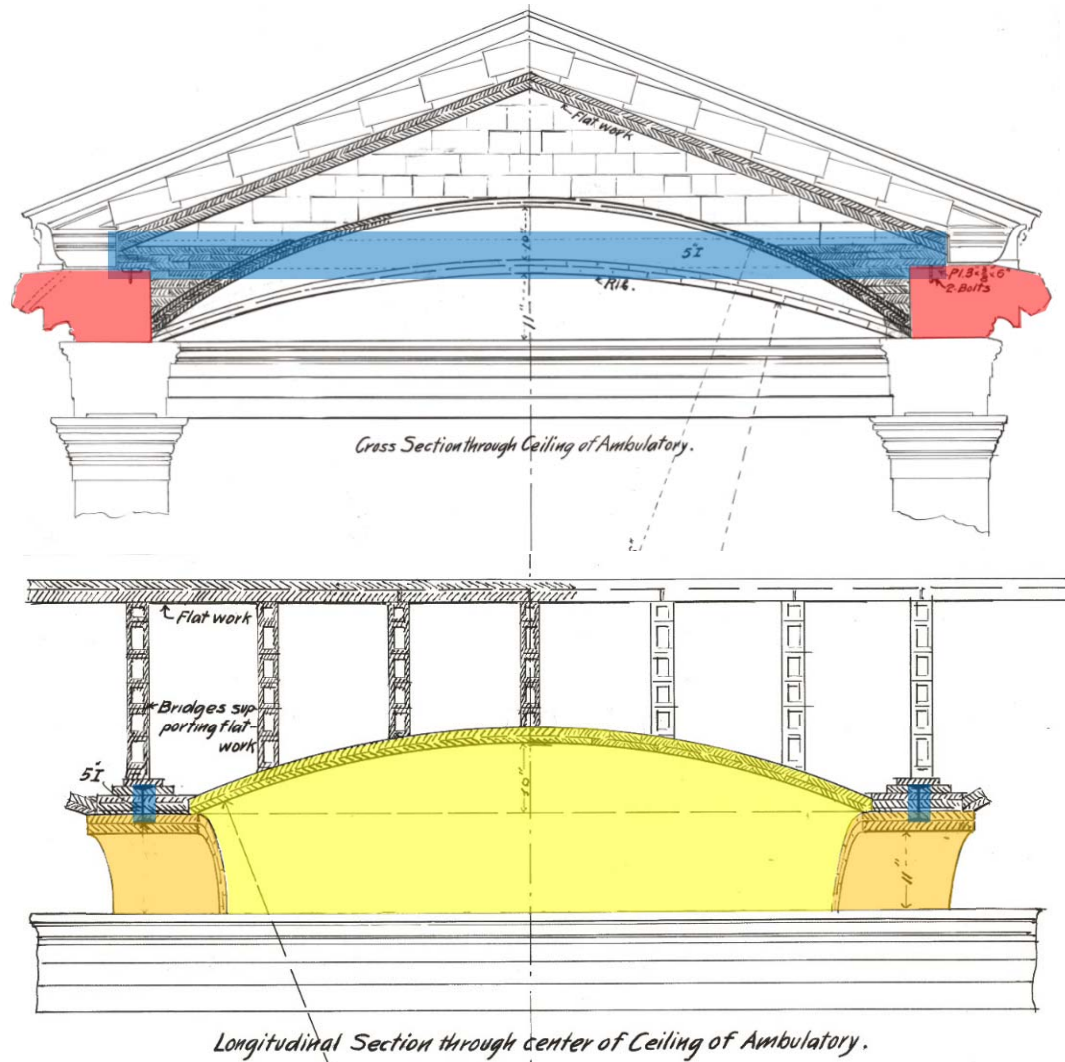 Flat work
10"
5"I
Pl. 3 x 3/8 x 6"
2-Bolts
Rib.
11"
Cross Section through Ceiling of Ambulatory.
Flat work
Bridges sup-
porting flat-
work
5"I
10"
11"
Longitudinal Section through center of Ceiling of Ambulatory.